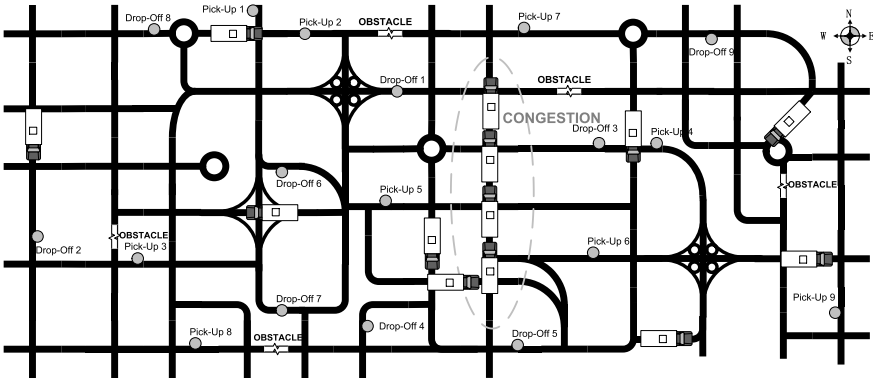 Pick-Up 1
Drop-Off 8
Pick-Up 2
OBSTACLE
Pick-Up 7
N
W
E
S
Drop-Off 9
Drop-Off 1
OBSTACLE
CONGESTION
Drop-Off 3
Pick-Up 4
Drop-Off 6
Pick-Up 5
OBSTACLE
OBSTACLE
Drop-Off 2
Pick-Up 3
Pick-Up 6
Drop-Off 7
Pick-Up 9
Pick-Up 8
OBSTACLE
Drop-Off 4
Drop-Off 5